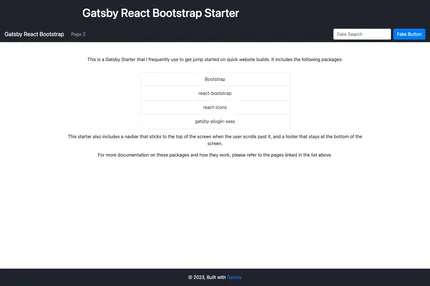 Gatsby React Bootstrap Starter
Gatsby React Bootstrap Page 2 Fake Search Fake Button
This is a Gatsby Starter that I frequently use to get jump started on quick website builds. It includes the following packages:
Bootstrap
react-bootstrap
react-icons
gatsby-plugin-sass
This starter also includes a navbar that sticks to the top of the screen when the user scrolls past it, and a footer that stays at the bottom of the
screen.
For more documentation on these packages and how they work, please refer to the pages linked in the list above.
© 2023, Built with Gatsby